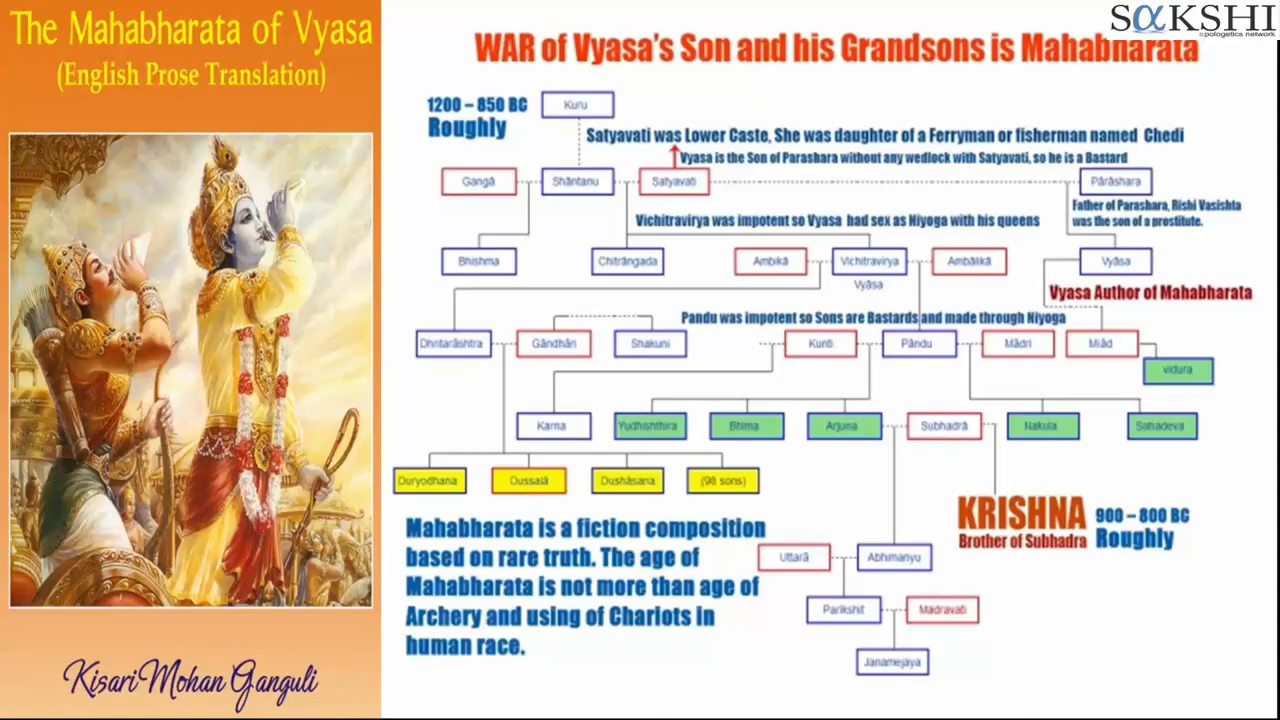 The Mahabharata of Vyasa
(English Prose Translation)
KisariMohan Ganguli
SαKSHI
apologetics network
WAR of Vyasa's Son and his Grandsons is Mahabharata
1200 – 850 BC
Roughly
Kuru
Satyavati was Lower Caste, She was daughter of a Ferryman or fisherman named Chedi
Vyasa is the Son of Parashara without any wedlock with Satyavati, so he is a Bastard
Gangā
Shāntanu
Satyavati
Pārāshara
Father of Parashara, Rishi Vasishta
was the son of a prostitute.
Vichitravirya was impotent so Vyasa had sex as Niyoga with his queens
Bhishma
Chitrāngada
Ambikā
Vichitravirya
Ambālikā
Vyāsa
Vyāsa
Vyasa Author of Mahabharata
Pandu was impotent so Sons are Bastards and made through Niyoga
Dhritarāshtra
Gāndhāri
Shakuni
Kunti
Pāndu
Mādri
vidura
Karna
Yudhishthira
Bhima
Arjuna
Subhadrā
Nakula
Sahadeva
Duryodhana
Dussalā
Dushāsana
(98 sons)
KRISHNA
Brother of Subhadra
900 – 800 BC
Roughly
Mahabharata is a fiction composition
based on rare truth. The age of
Mahabharata is not more than age of
Archery and using of Chariots in
human race.
Uttarā
Abhimanyu
Parikshit
Madravati
Janamejaya